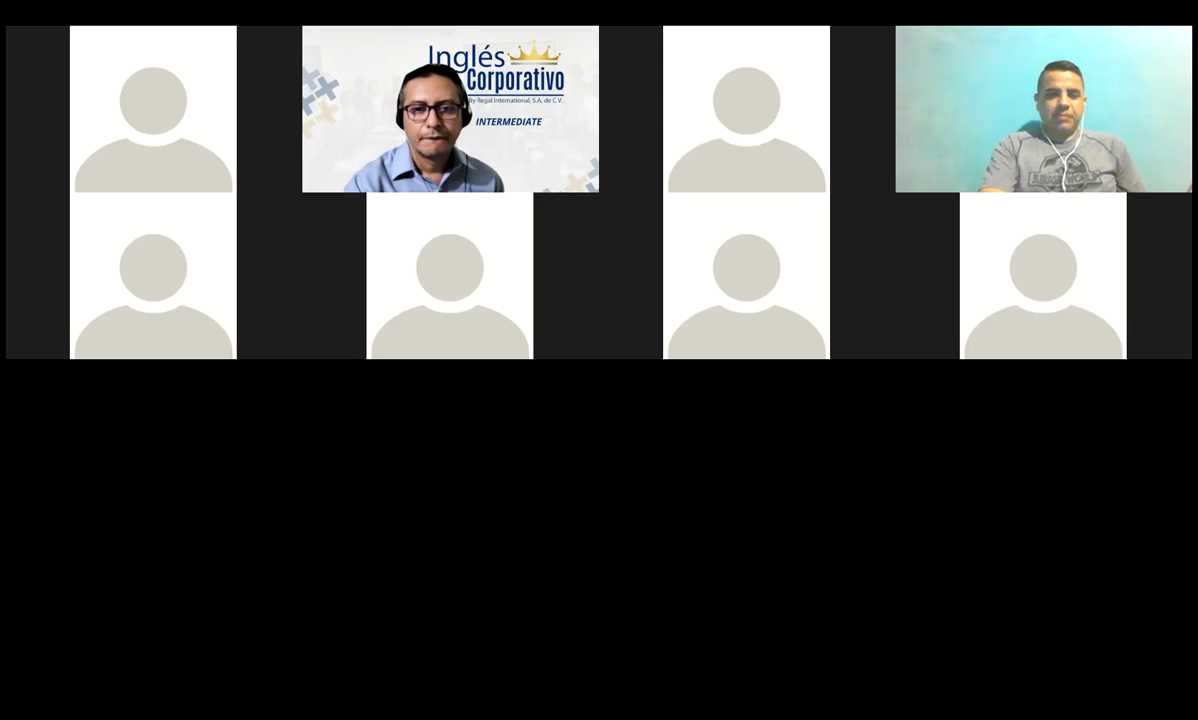 Inglés
Corporativo
By Regal International, S.A. de C.V.
INTERMEDIATE